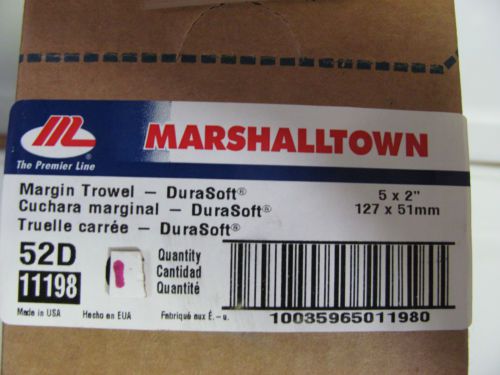 MARSHALLTOWN
The Premier Line
Margin Trowel – DuraSoft® 5 x 2"
Cuchara marginal – DuraSoft® 127 x 51mm
Truelle carrée – DuraSoft®
52D
11198
Quantity
Cantidad
Quantité
Made in USA Hecho en EUA Fabriqué aux É.-u.
10035965011980